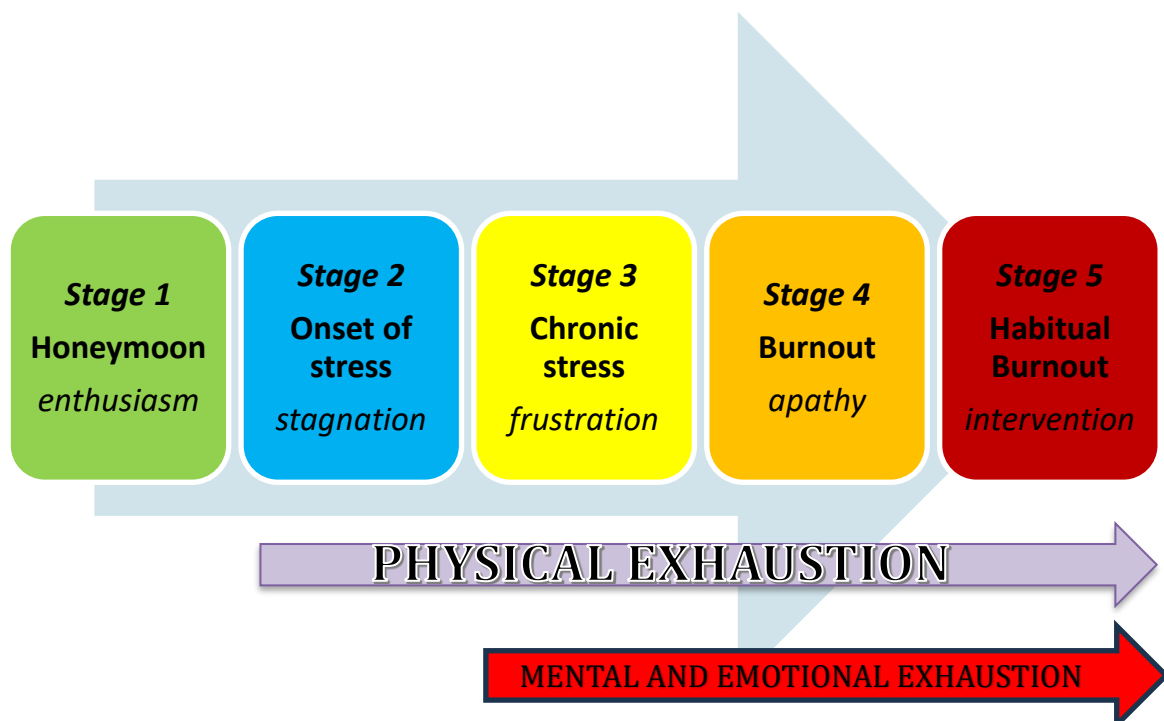 Stage 1
Honeymoon
enthusiasm
Stage 2
Onset of
stress
stagnation
Stage 3
Chronic
stress
frustration
Stage 4
Burnout
apathy
Stage 5
Habitual
Burnout
intervention
PHYSICAL EXHAUSTION
MENTAL AND EMOTIONAL EXHAUSTION